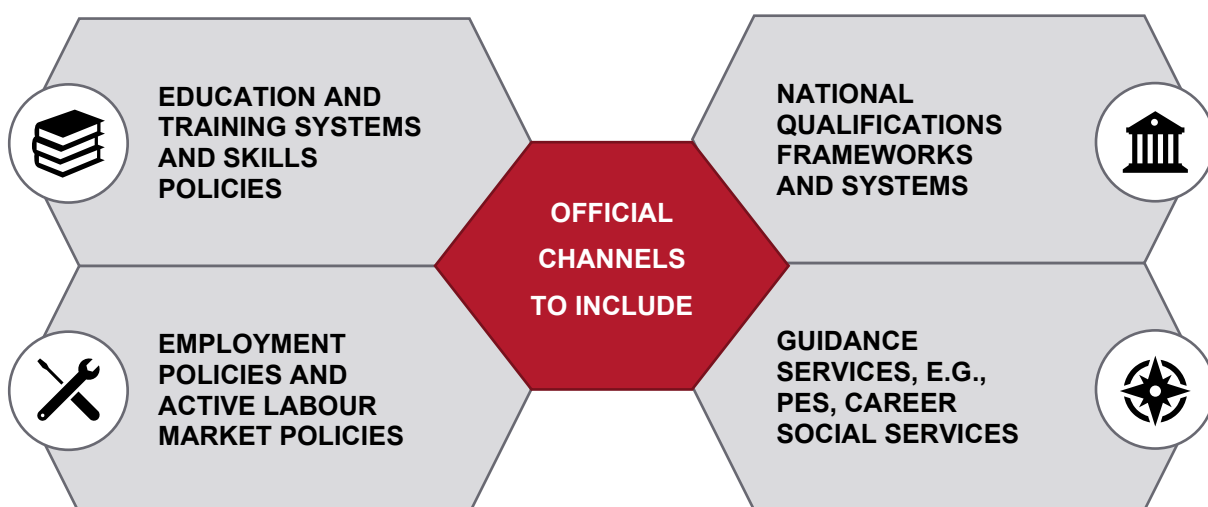 EDUCATION AND
TRAINING SYSTEMS
AND SKILLS
POLICIES
NATIONAL
QUALIFICATIONS
FRAMEWORKS
AND SYSTEMS
OFFICIAL
CHANNELS
TO INCLUDE
EMPLOYMENT
POLICIES AND
ACTIVE LABOUR
MARKET POLICIES
GUIDANCE
SERVICES, E.G.,
PES, CAREER
SOCIAL SERVICES